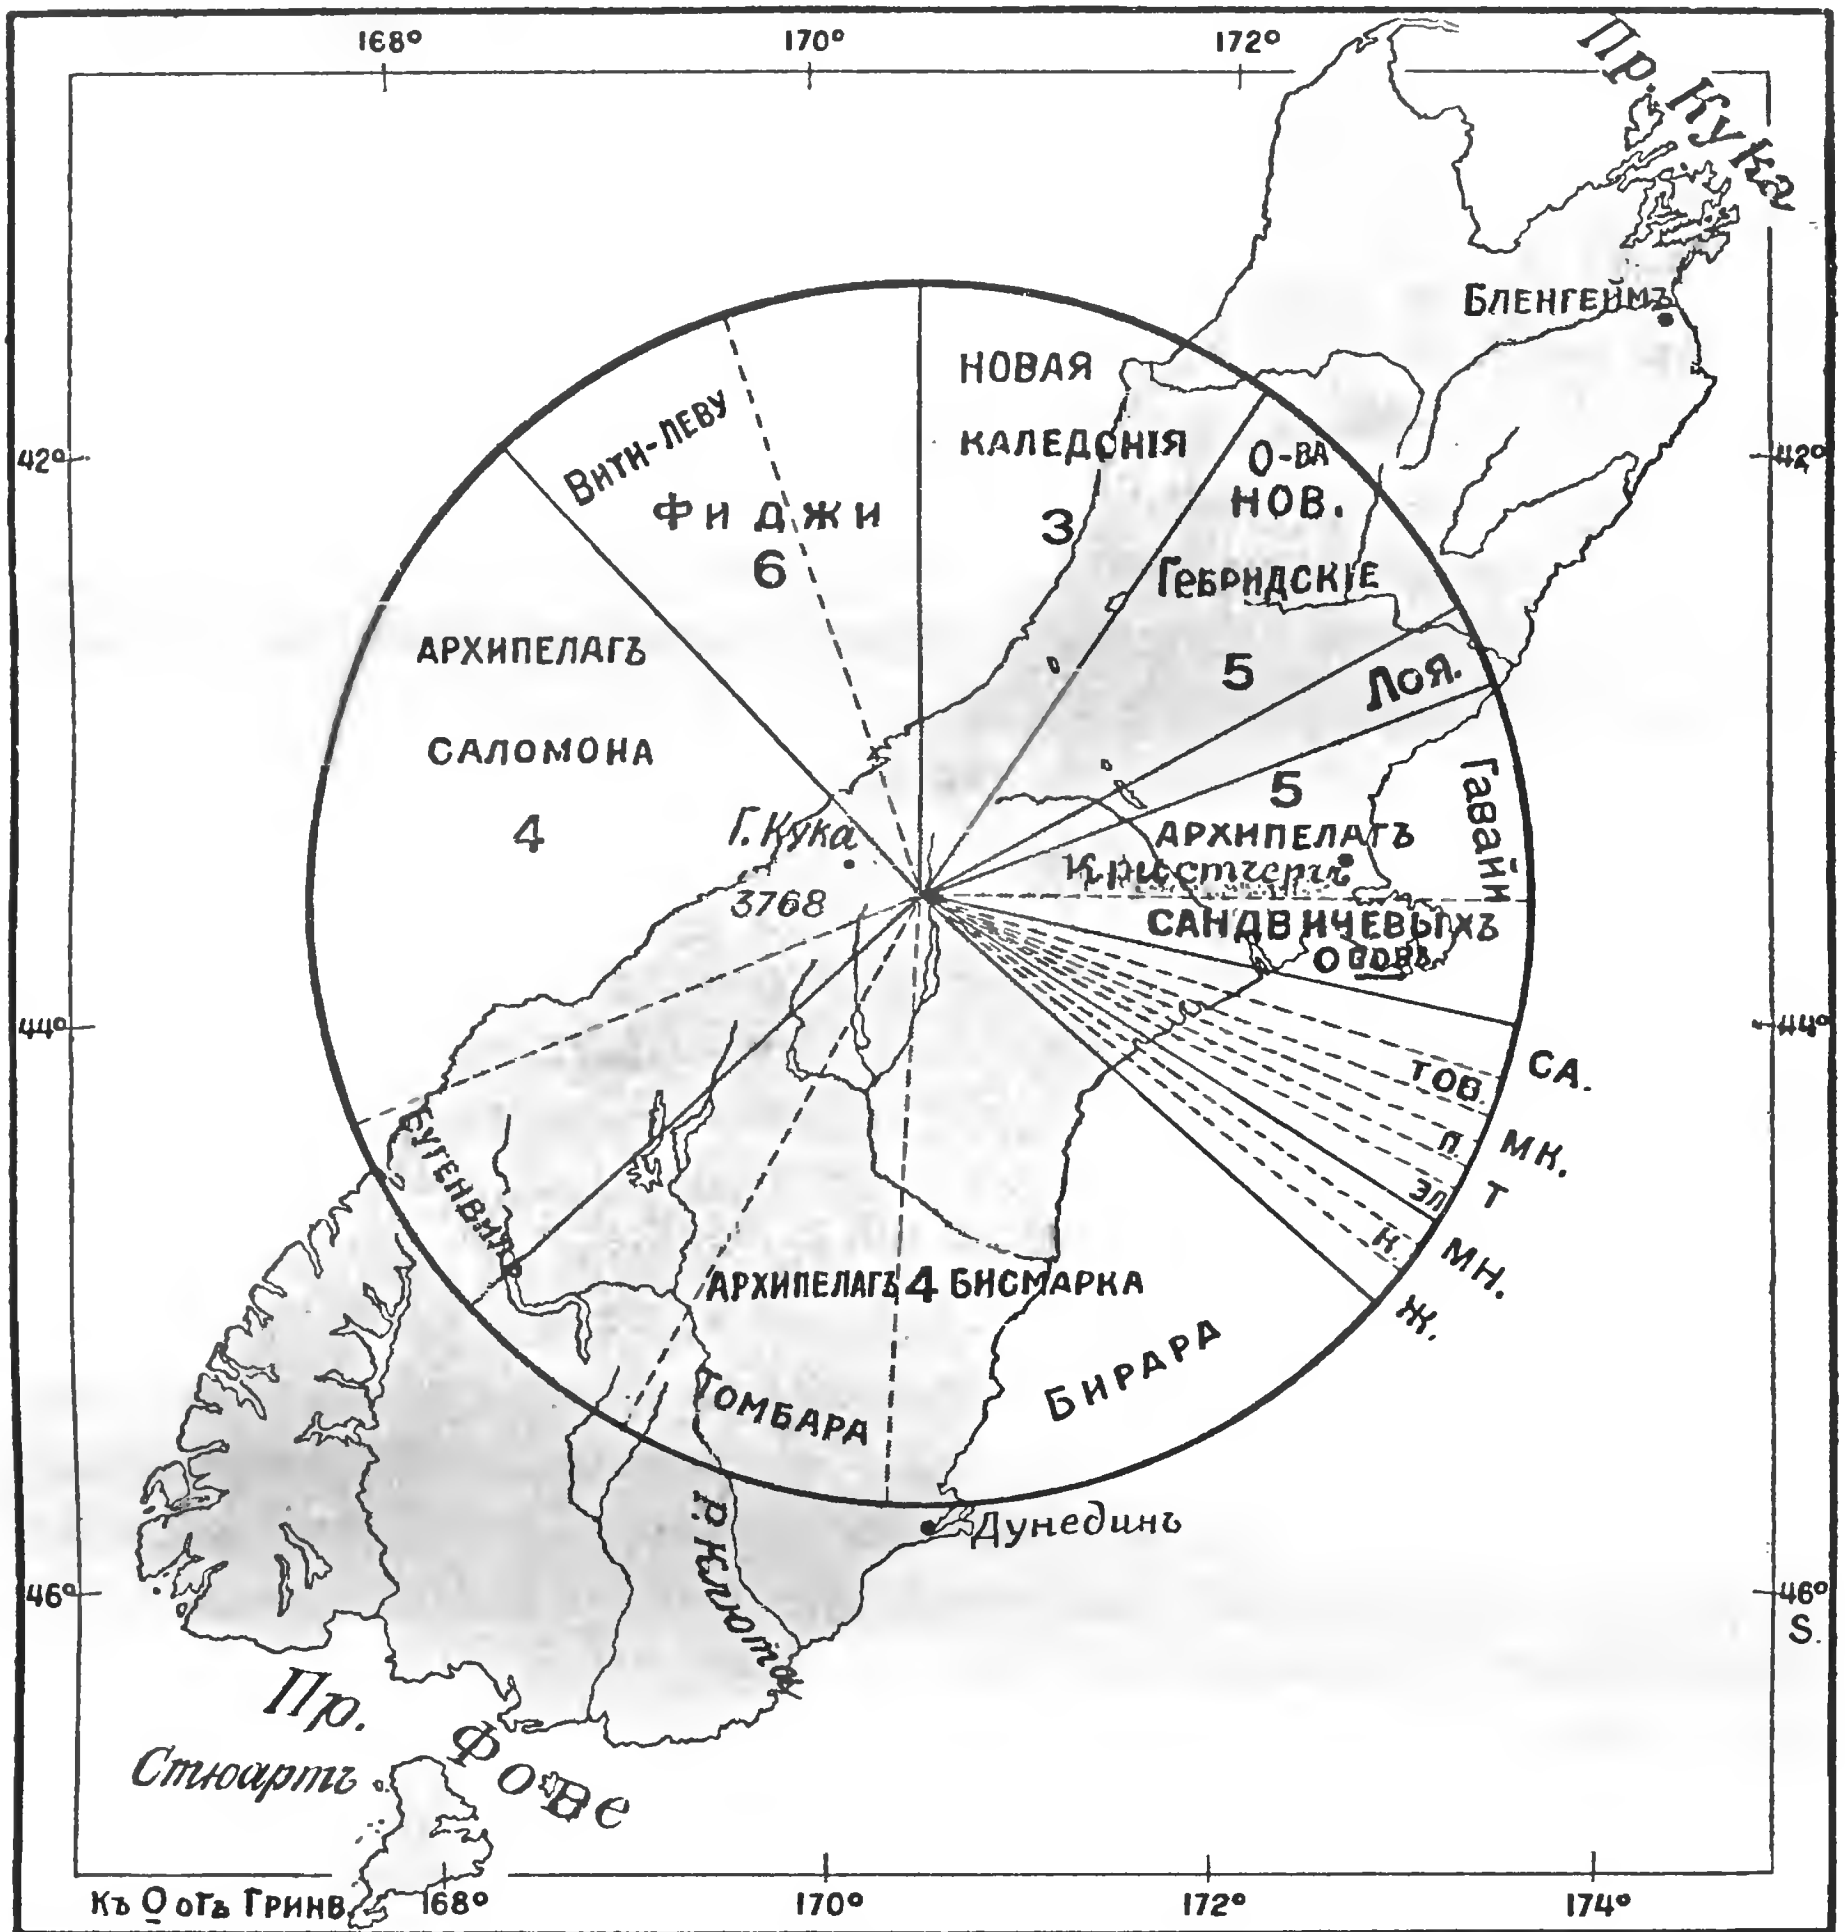 168° 170° 172°
Пр. Кука
Бленгеймъ
НОВАЯ
КАЛЕДОНІЯ
3
О-ва
НОВ.
Гебридскіе
5
Вити-Леву
Фиджи
6
42° 42°
АРХИПЕЛАГЪ
САЛОМОНА
4
Лоя.
Гавайи
5
АРХИПЕЛАГЪ
Кристчерчъ
САНДВИЧЕВЫХЪ
О-ВОВЪ
Г. Кука
3768
44° 44°
СА.
ТОВ.
МК.
П.
Т
ЭЛ
МН.
Н.
Ж.
БУГЕНВИЛЬ
АРХИПЕЛАГЪ 4 БИСМАРКА
ТОМБАРА
БИРАРА
Дунединъ
Р. Клюта
46° 46°
S.
Пр. Фове
Стюартъ
къ O отъ Гринв. 168° 170° 172° 174°